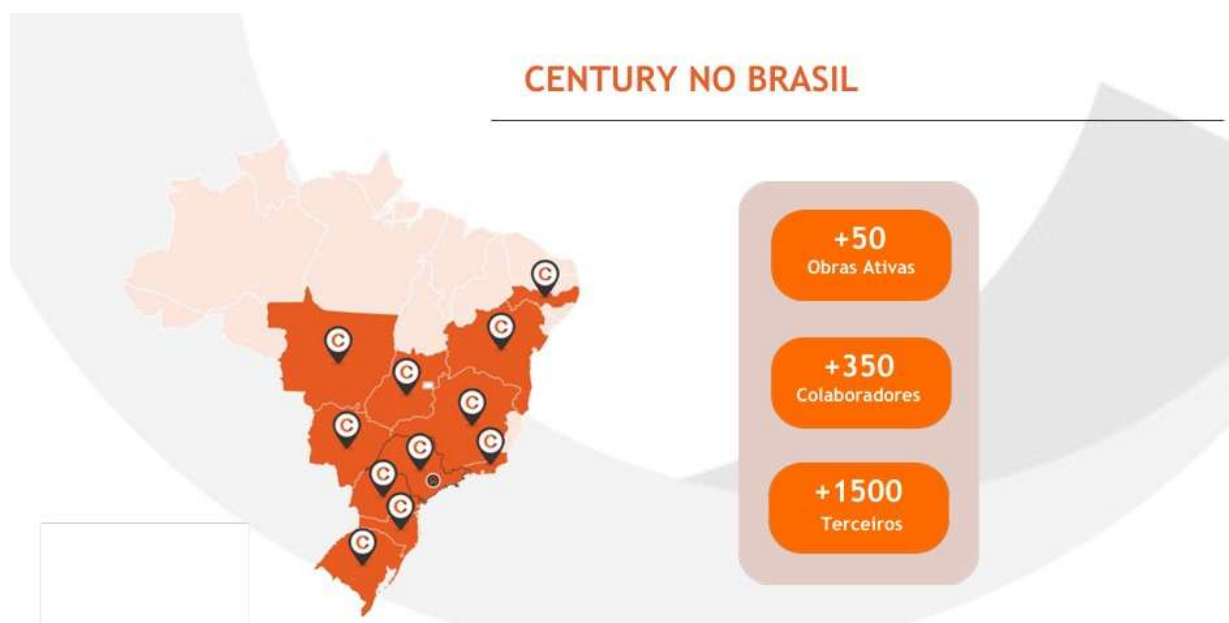 CENTURY NO BRASIL
+50
Obras Ativas
+350
Colaboradores
+1500
Terceiros
C
C
C
C
C
C
C
C
C
C
C